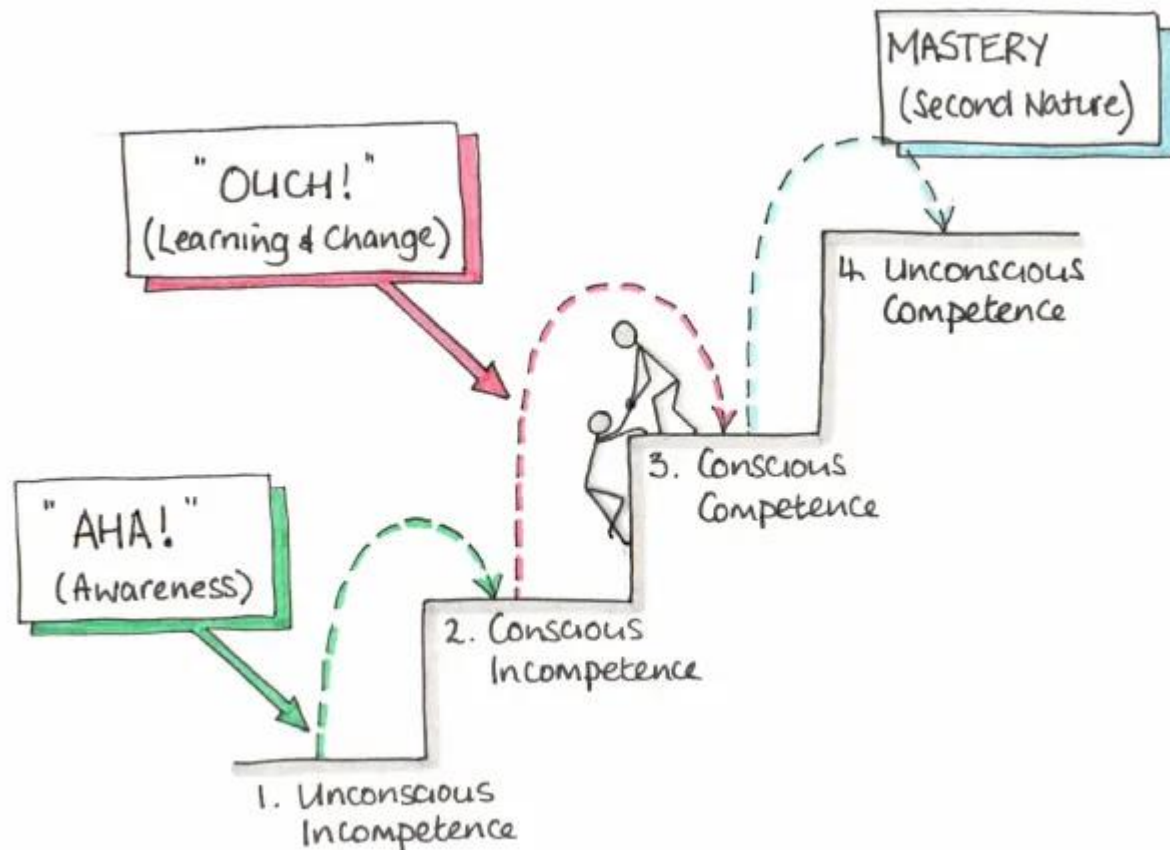 MASTERY
(Second Nature)
"OUCH!"
(Learning & Change)
4. Unconscious
Competence
3. Conscious
Competence
"AHA!"
(Awareness)
2. Conscious
Incompetence
1. Unconscious
Incompetence